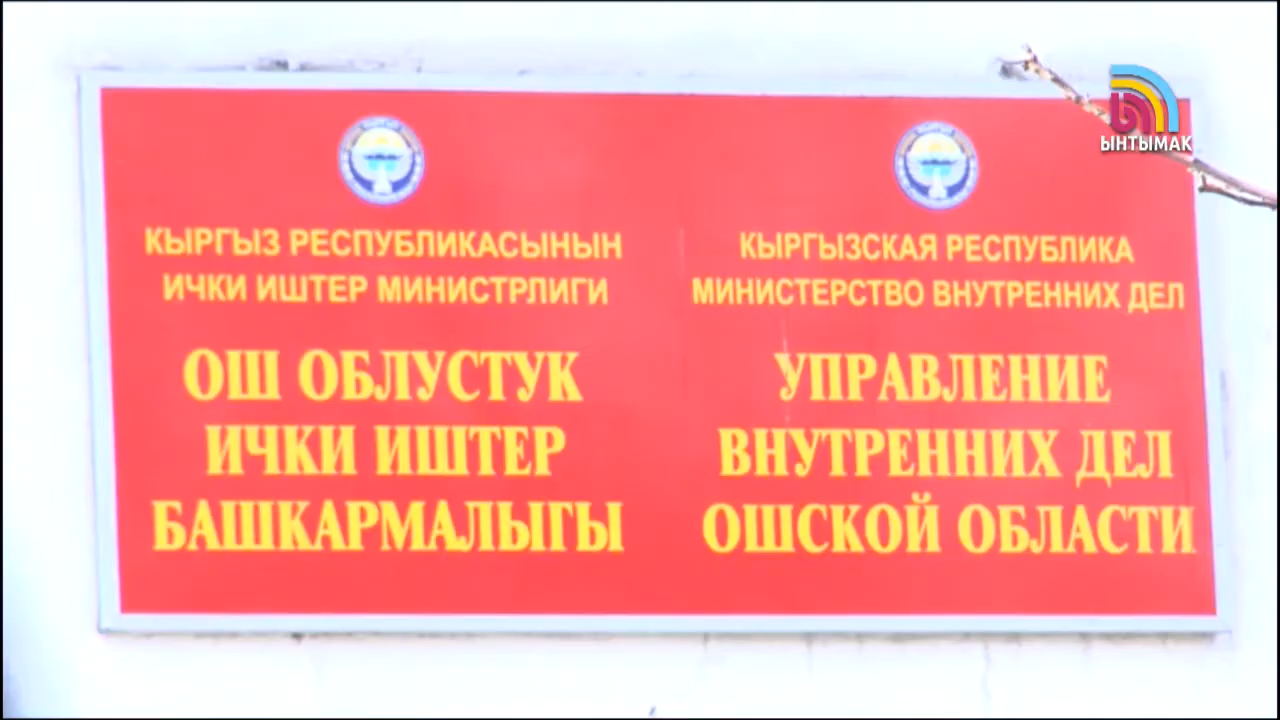 ЫНТЫМАК
КЫРГЫЗ РЕСПУБЛИКАСЫНЫН
ИЧКИ ИШТЕР МИНИСТРЛИГИ
ОШ ОБЛУСТУК
ИЧКИ ИШТЕР
БАШКАРМАЛЫГЫ
КЫРГЫЗСКАЯ РЕСПУБЛИКА
МИНИСТЕРСТВО ВНУТРЕННИХ ДЕЛ
УПРАВЛЕНИЕ
ВНУТРЕННИХ ДЕЛ
ОШСКОЙ ОБЛАСТИ